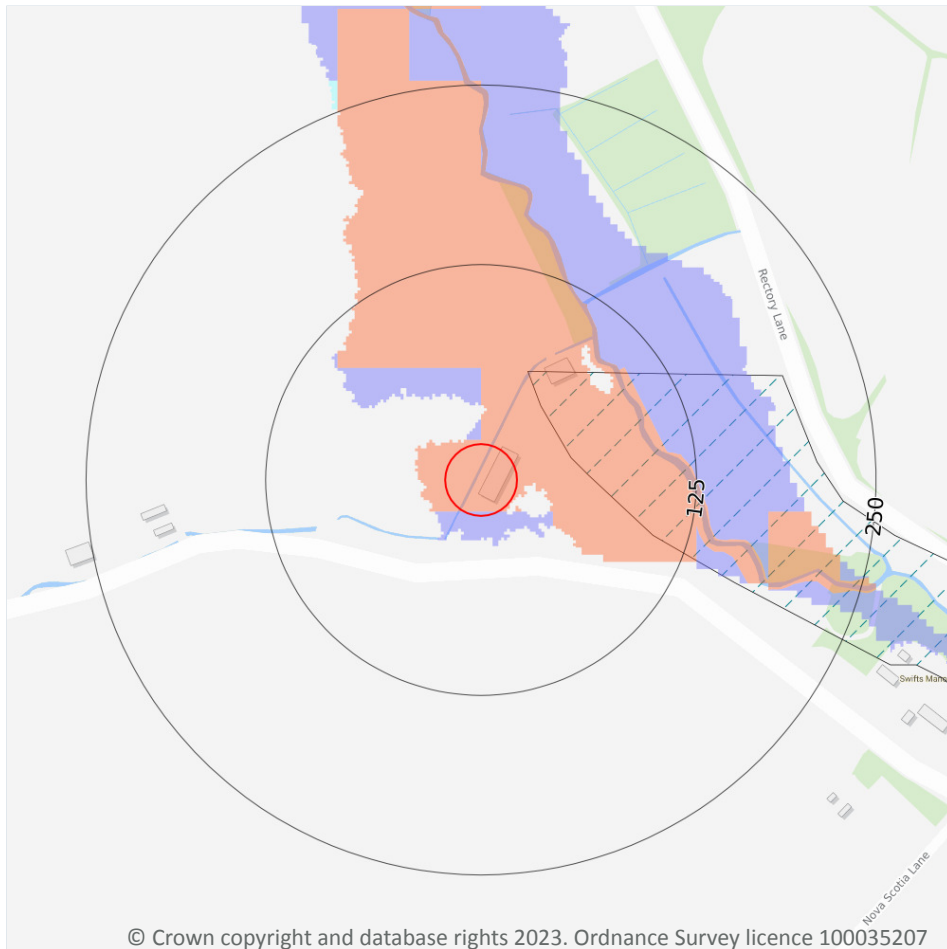 Rectory Lane
125
250
Swifts Mano
Nova Scotia Lane
© Crown copyright and database rights 2023. Ordnance Survey licence 100035207